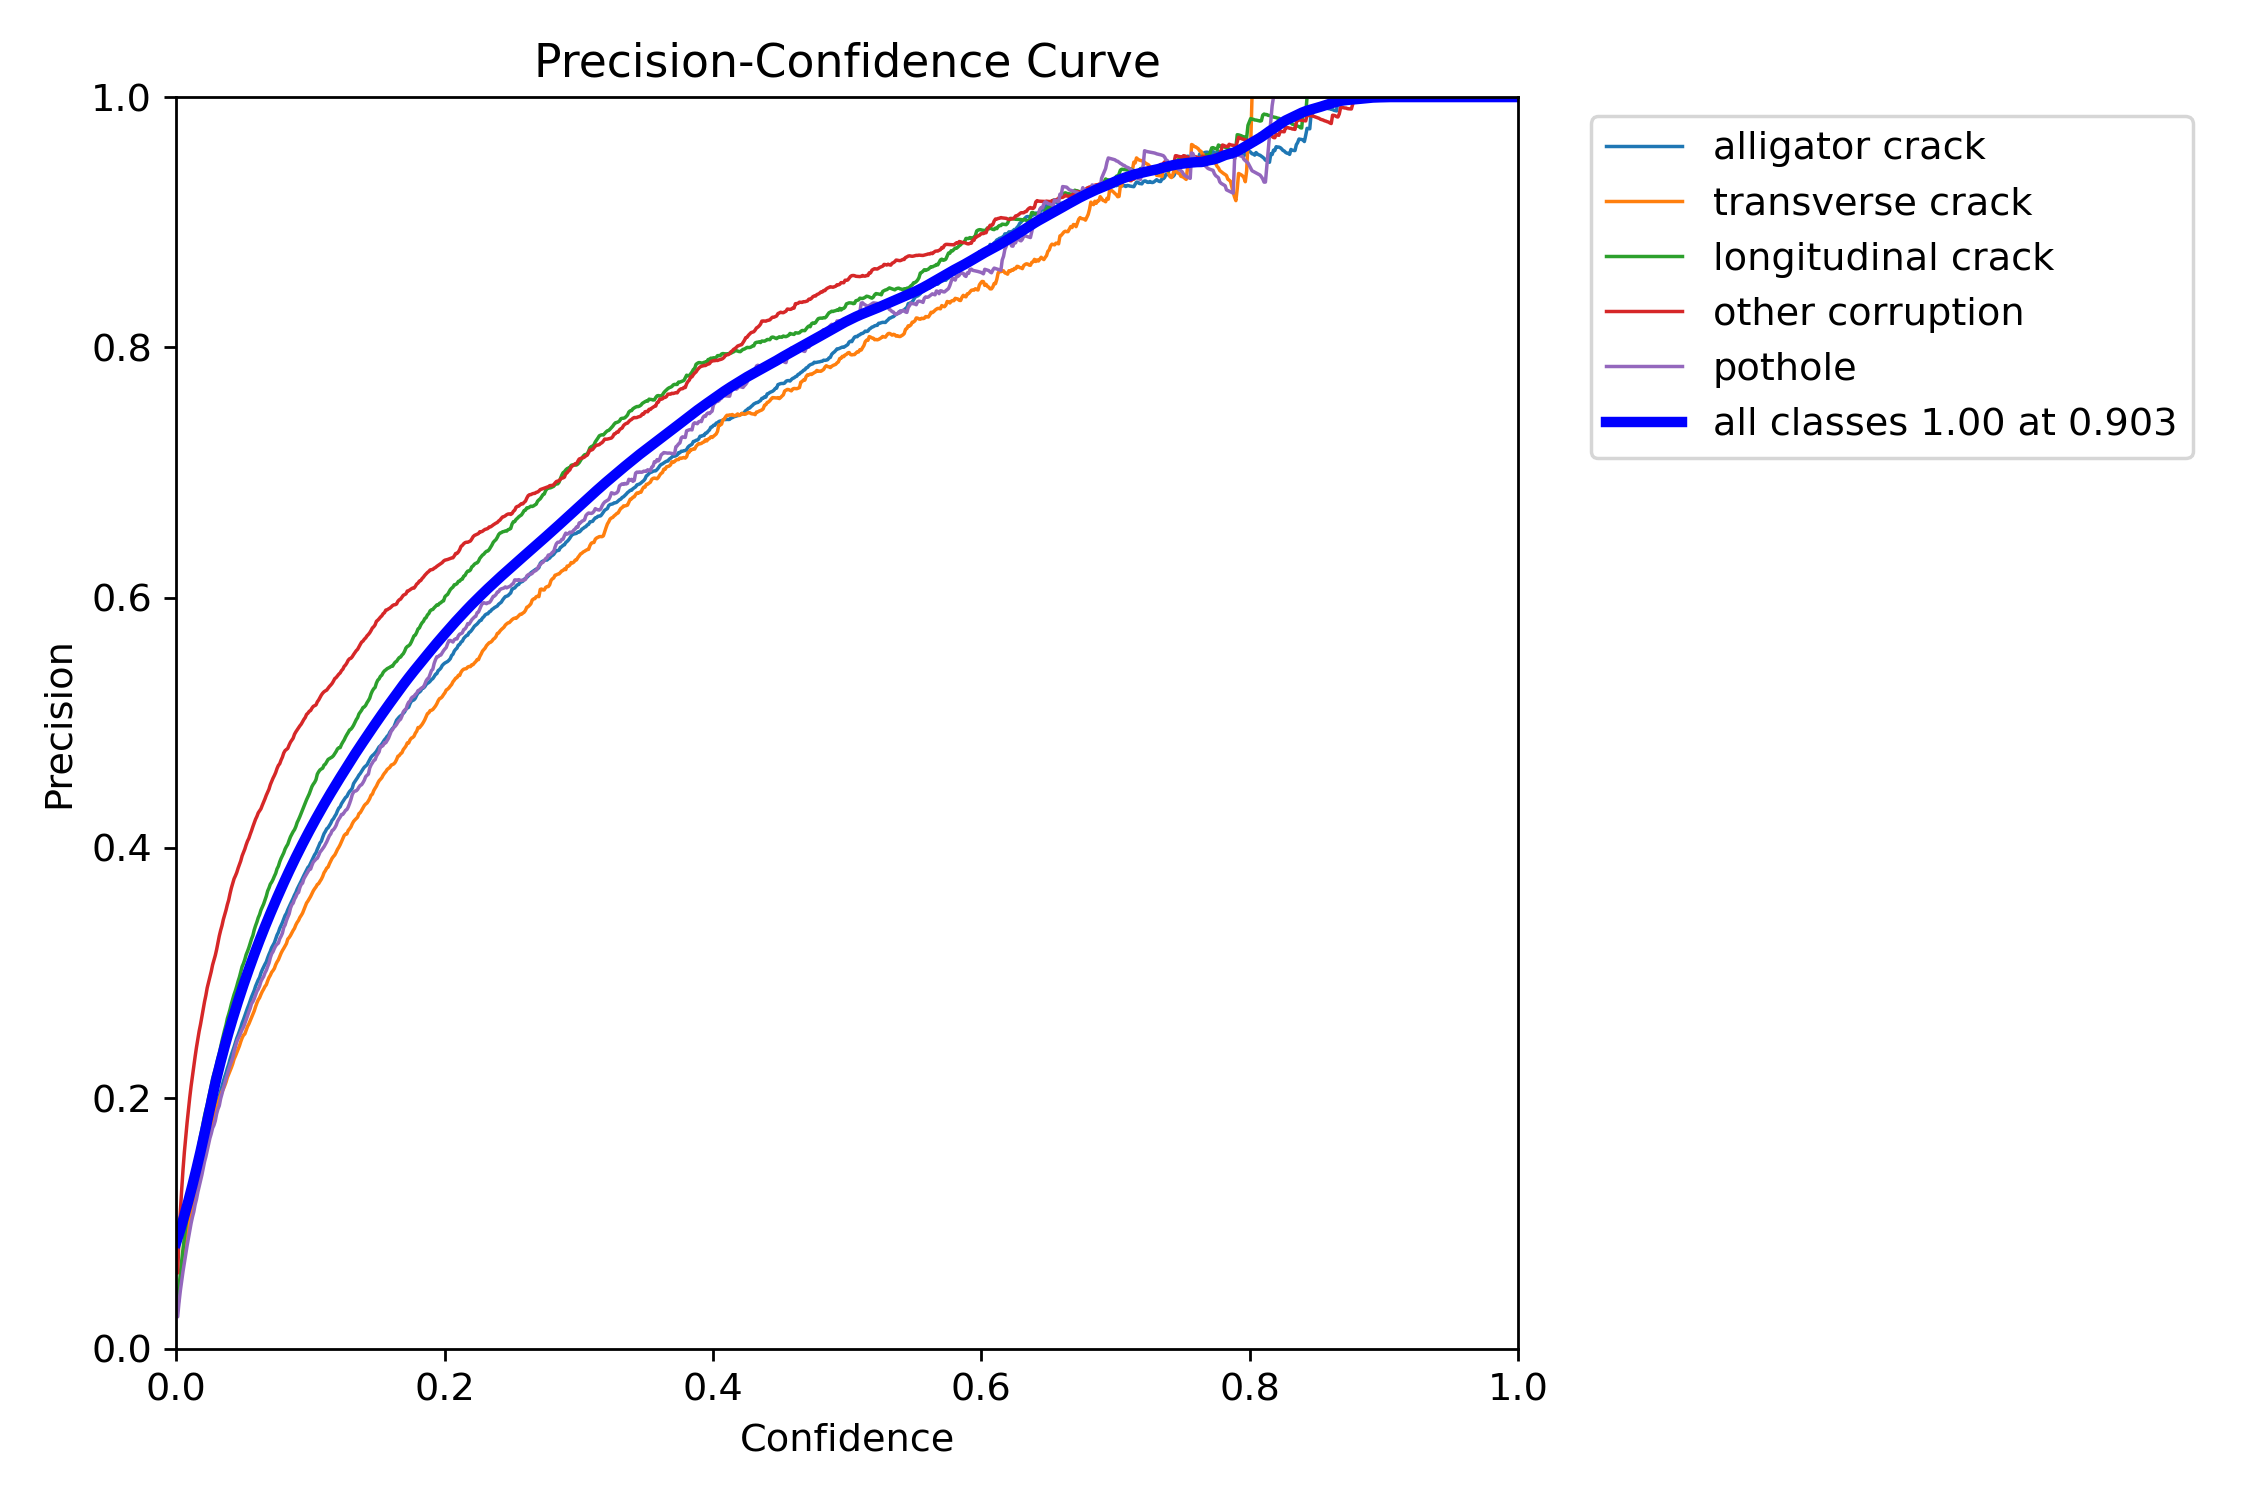 Precision-Confidence Curve
1.0
0.8
0.6
0.4
0.2
0.0
Precision
0.0 0.2 0.4 0.6 0.8 1.0
Confidence
alligator crack
transverse crack
longitudinal crack
other corruption
pothole
all classes 1.00 at 0.903